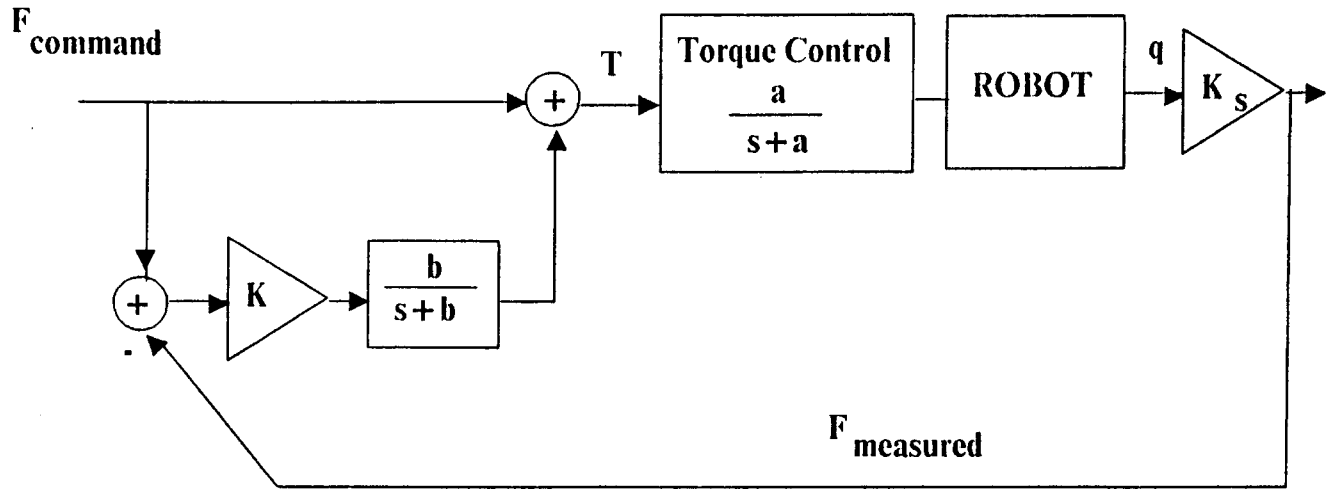 F command
T
Torque Control
a
s+a
ROBOT
q
K s
+
+
-
K
b
s+b
F measured